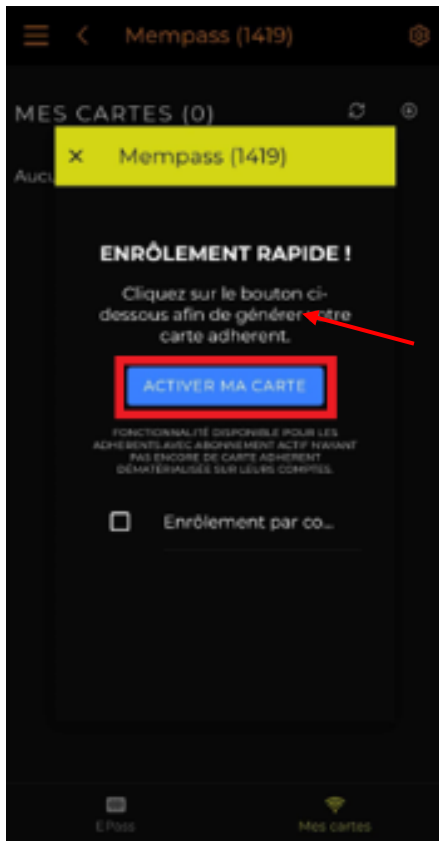 Mempass (1419)
MES CARTES (0)
Aucu
Mempass (1419)
ENRÔLEMENT RAPIDE !
Cliquez sur le bouton ci-
dessous afin de générer votre
carte adherent.
ACTIVER MA CARTE
FONCTIONNALITÉ DISPONIBLE POUR LES
ADHÉRENTS AVEC ABONNEMENT ACTIF N'AYANT
PAS ENCORE DE CARTE ADHERENT
DÉMATÉRIALISÉE SUR LEURS COMPTES.
Enrôlement par co...
EPass
Mes cartes